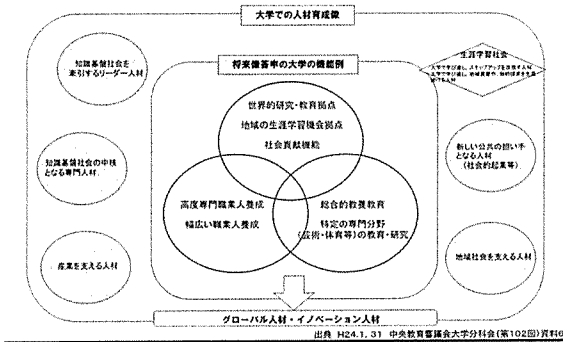 大学での人材育成像
知識基盤社会を
牽引するリーダー人材
将来像答申の大学の機能例
生涯学習社会
世界的研究・教育拠点
地域の生涯学習機会拠点
社会貢献機能
知識基盤社会の中核
となる専門人材
新しい公共の担い手
となる人材
(社会的起業等)
高度専門職業人養成
幅広い職業人養成
総合的教養教育
特定の専門分野
(芸術・体育等)の教育・研究
産業を支える人材
地域社会を支える人材
グローバル人材・イノベーション人材
出典 H24.1.31 中央教育審議会大学分科会(第102回)資料6